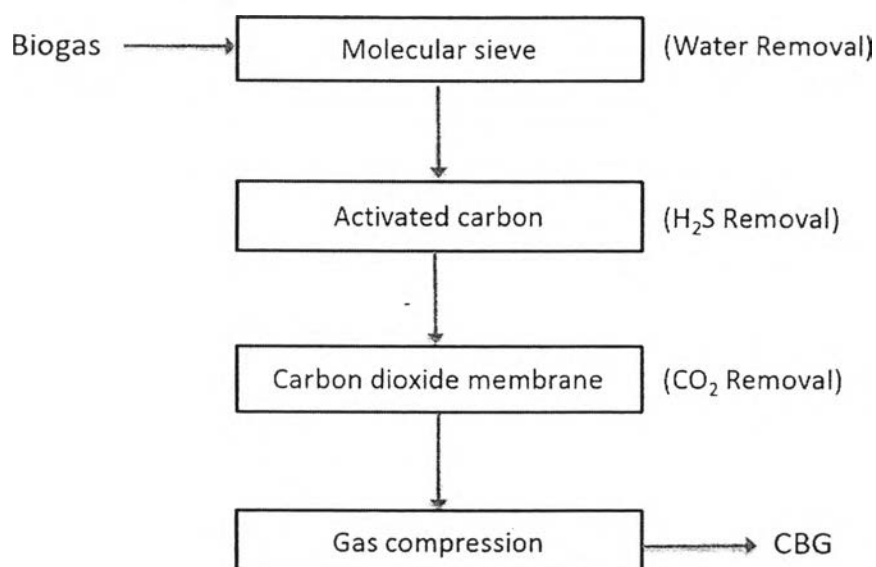 Biogas
Molecular sieve
(Water Removal)
Activated carbon
(H₂S Removal)
Carbon dioxide membrane
(CO₂ Removal)
Gas compression
CBG